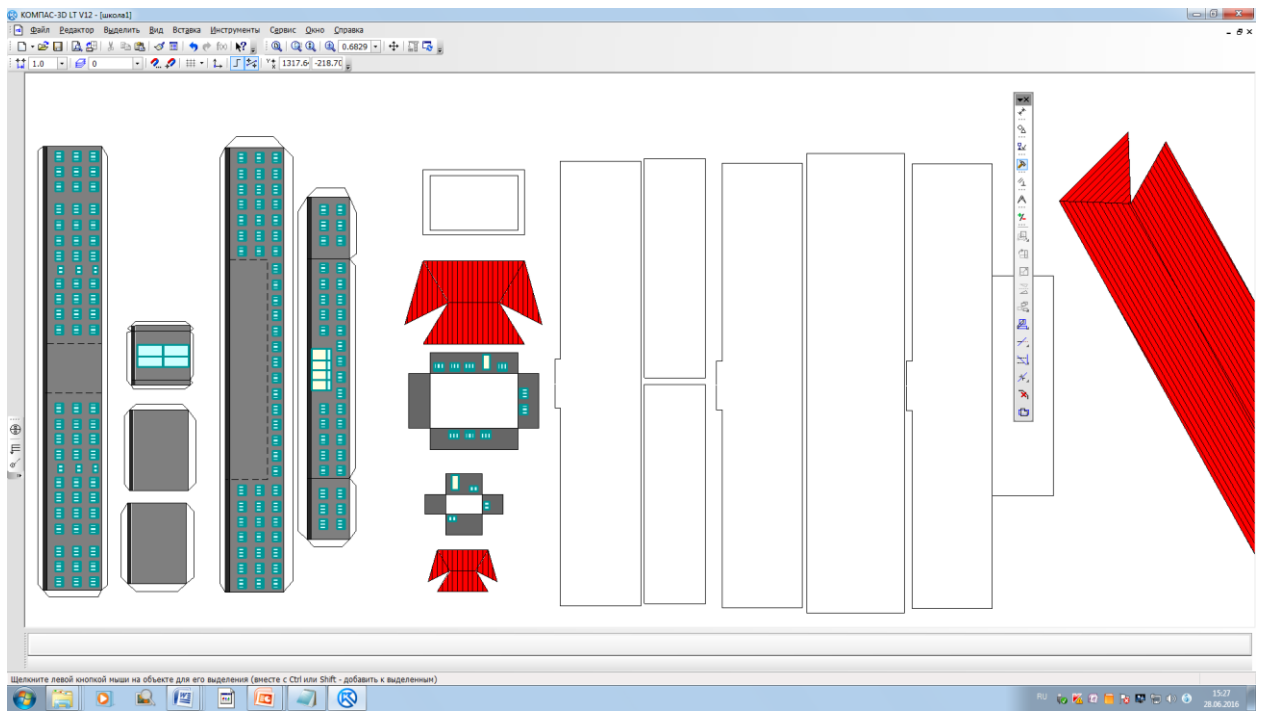 КОМПАС-3D LT V12 - [школа1]
Файл Редактор Выделить Вид Вставка Инструменты Сервис Окно Справка
0.6829
1.0 0 1317.6 -218.70
Щелкните левой кнопкой мыши на объекте для его выделения (вместе с Ctrl или Shift - добавить к выделенным)
RU 15:27
28.06.2016